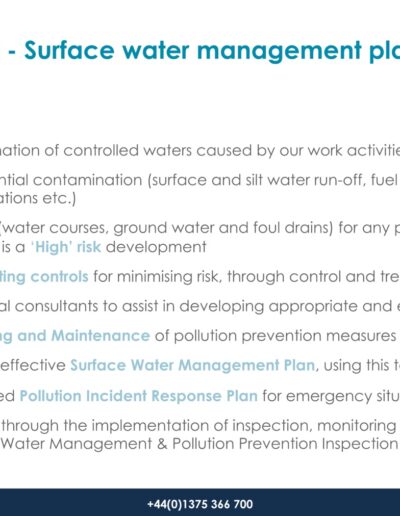 - Surface water management pla
nation of controlled waters caused by our work activitie
ntial contamination (surface and silt water run-off, fuel
ations etc.)
(water courses, ground water and foul drains) for any p
is a ‘High’ risk development
ting controls for minimising risk, through control and tre
al consultants to assist in developing appropriate and e
ng and Maintenance of pollution prevention measures
effective Surface Water Management Plan, using this t
ed Pollution Incident Response Plan for emergency situ
through the implementation of inspection, monitoring
Water Management & Pollution Prevention Inspection
+44(0)1375 366 700